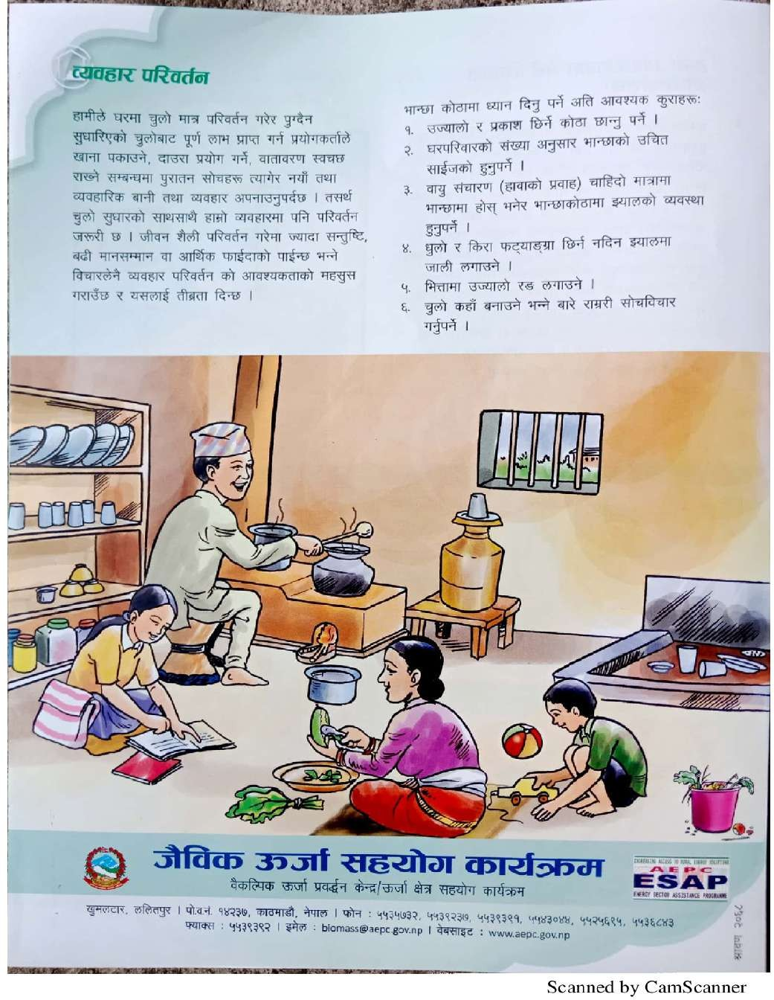 व्यवहार परिवर्तन
हामीले घरमा चुलो मात्र परिवर्तन गरेर पुग्दैन
सुधारिएको चुलोबाट पूर्ण लाभ प्राप्त गर्न प्रयोगकर्ताले
खाना पकाउने, दाउरा प्रयोग गर्ने, वातावरण स्वच्छ
राख्ने सम्बन्धमा पुरातन सोचहरू त्यागेर नयाँ तथा
व्यवहारिक बानी तथा व्यवहार अपनाउनुपर्दछ । तसर्थ
चुलो सुधारको साथसाथै हाम्रो व्यवहारमा पनि परिवर्तन
जरूरी छ । जीवन शैली परिवर्तन गरेमा ज्यादा सन्तुष्टि,
बढी मानसम्मान वा आर्थिक फाईदाको पाईन्छ भन्ने
विचारलेनै व्यवहार परिवर्तन को आवश्यकताको महसुस
गराउँछ र यसलाई तीब्रता दिन्छ ।
भान्छा कोठामा ध्यान दिनु पर्ने अति आवश्यक कुराहरू:
१. उज्यालो र प्रकाश छिर्ने कोठा छान्नु पर्ने ।
२. घरपरिवारको संख्या अनुसार भान्छाको उचित
साईजको हुनुपर्ने ।
३. वायु संचारण (हावाको प्रवाह) चाहिदो मात्रामा
भान्छामा होस् भनेर भान्छाकोठामा झ्यालको व्यवस्था
हुनुपर्ने ।
४. धुलो र किरा फट्याङ्ग्रा छिर्न नदिन झ्यालमा
जाली लगाउने ।
५. भित्तामा उज्यालो रङ लगाउने ।
६. चुलो कहाँ बनाउने भन्ने बारे राम्ररी सोचविचार
गर्नुपर्ने ।
जैविक ऊर्जा सहयोग कार्यक्रम
वैकल्पिक ऊर्जा प्रवर्द्धन केन्द्र/ऊर्जा क्षेत्र सहयोग कार्यक्रम
INCREASING ACCESS TO RURAL ENERGY SOLUTIONS
AEPC
ESAP
ENERGY SECTOR ASSISTANCE PROGRAMME
खुमलटार, ललितपुर । पो.व.नं. १४२३७, काठमाडौ, नेपाल । फोन : ५५३५७३२, ५५३९२३७, ५५३९३९१, ५५४३०४४, ५५२५६९५, ५५३६८४३
फ्याक्स : ५५३९३९२ । इमेल : biomass@aepc.gov.np । वेबसाइट : www.aepc.gov.np
Scanned by CamScanner